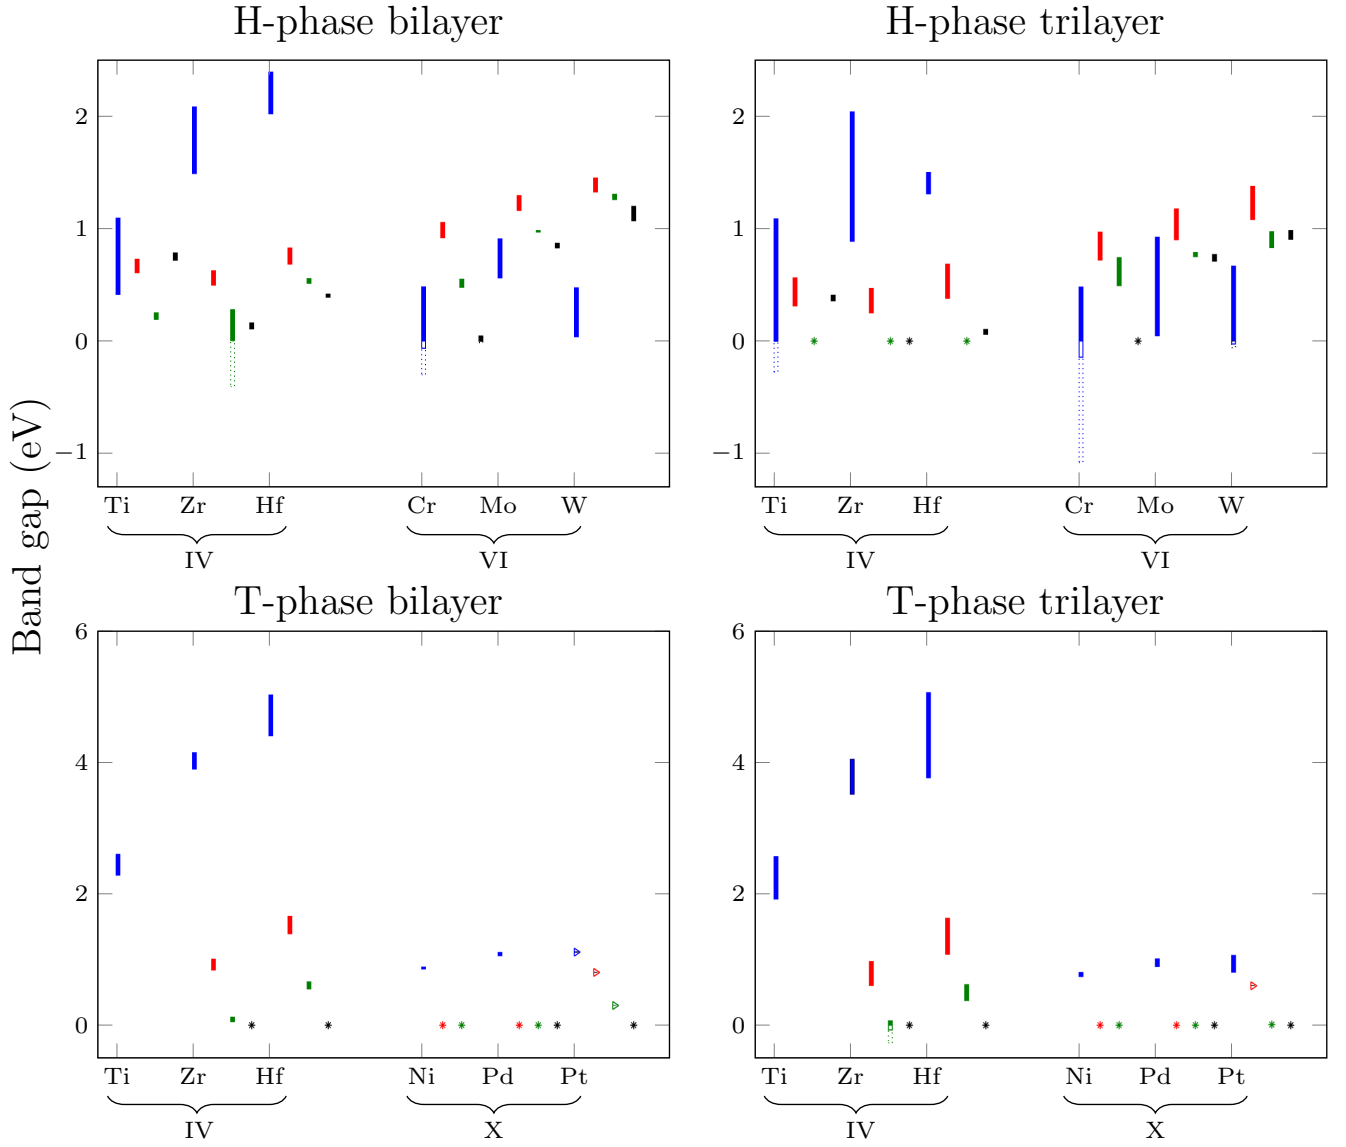 H-phase bilayer
2
1
0
−1
Ti Zr Hf Cr Mo W
IV VI
H-phase trilayer
2
1
0
−1
Ti Zr Hf Cr Mo W
IV VI
Band gap (eV)
T-phase bilayer
6
4
2
0
Ti Zr Hf Ni Pd Pt
IV X
T-phase trilayer
6
4
2
0
Ti Zr Hf Ni Pd Pt
IV X